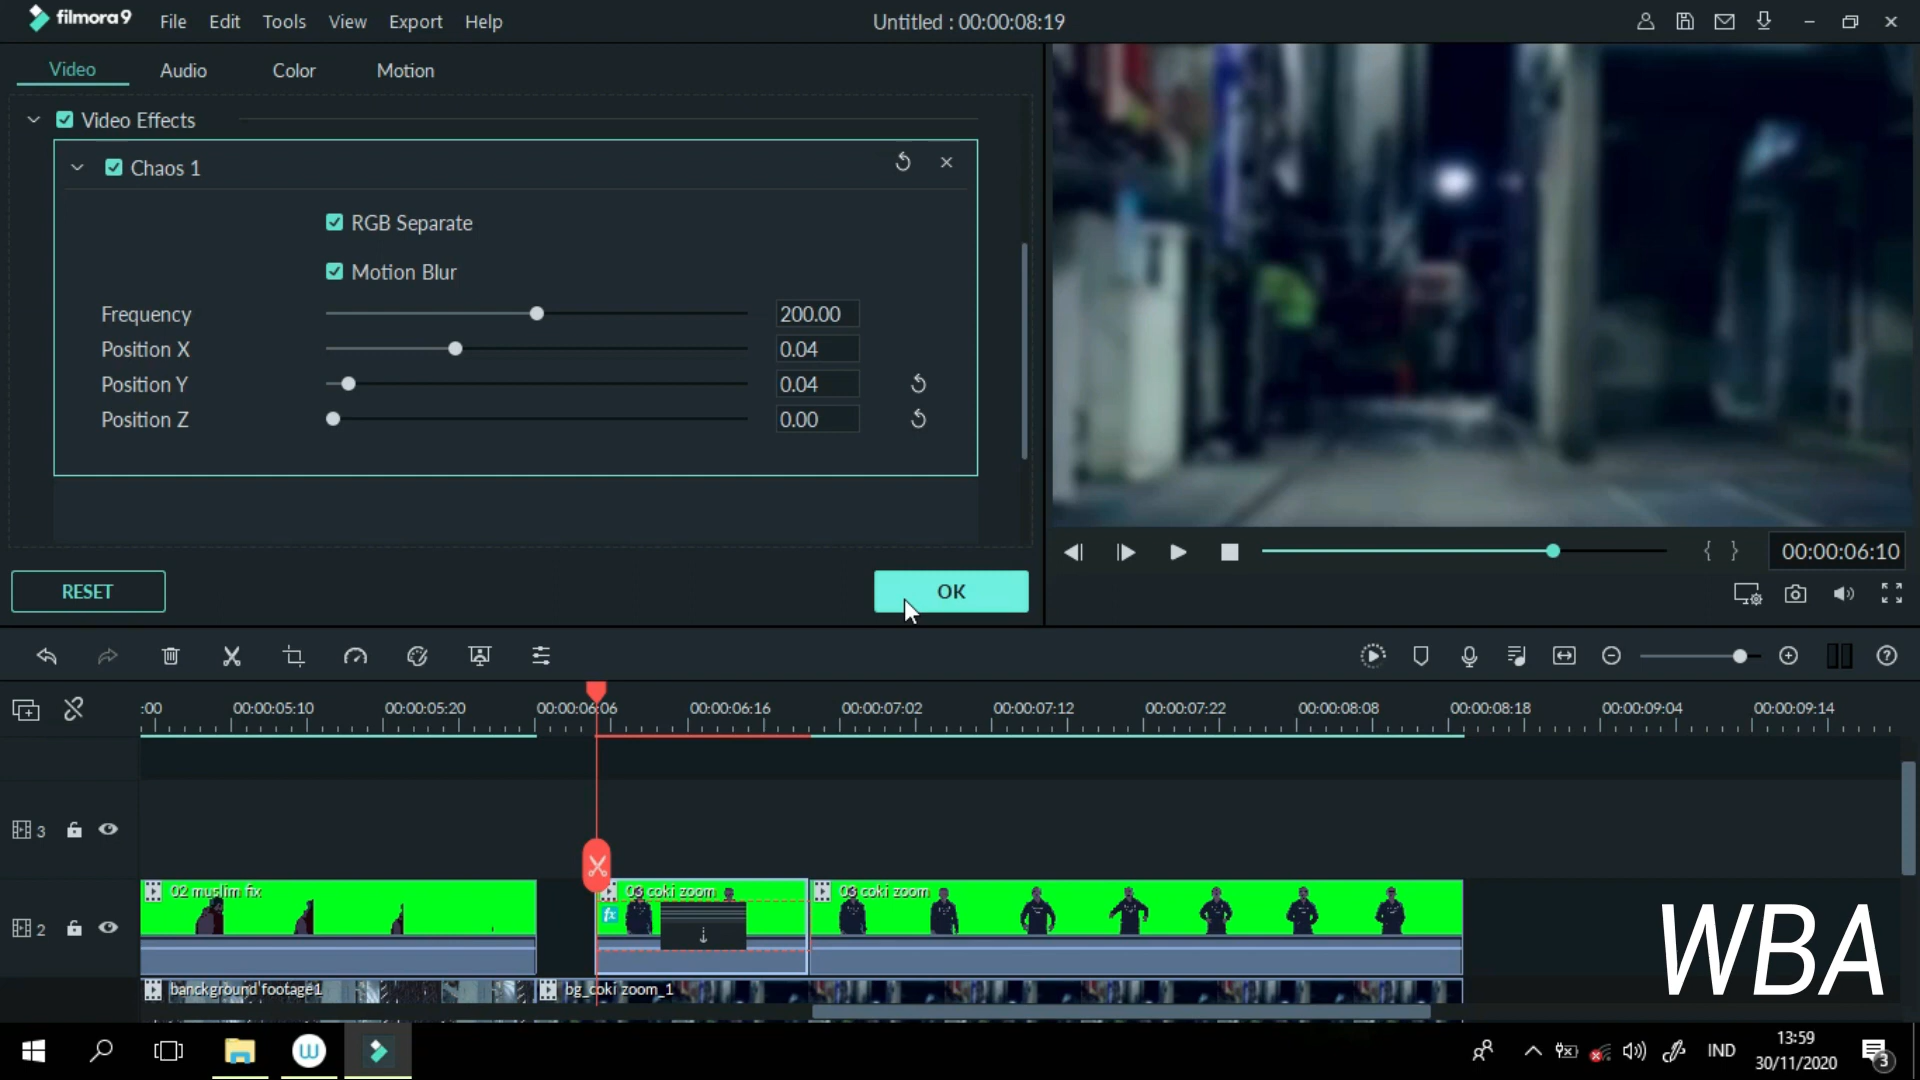 filmora9 File Edit Tools View Export Help Untitled : 00:00:08:19
Video Audio Color Motion
Video Effects
Chaos 1
RGB Separate
Motion Blur
Frequency 200.00
Position X 0.04
Position Y 0.04
Position Z 0.00
00:00:06:10
RESET OK
:00 00:00:05:10 00:00:05:20 00:00:06:06 00:00:06:16 00:00:07:02 00:00:07:12 00:00:07:22 00:00:08:08 00:00:08:18 00:00:09:04 00:00:09:14
3
02 muslim fix 03 coki zoom 03 coki zoom
fx
2
WBA
banckground footage1 bg_coki zoom_1
IND 13:59
30/11/2020 3